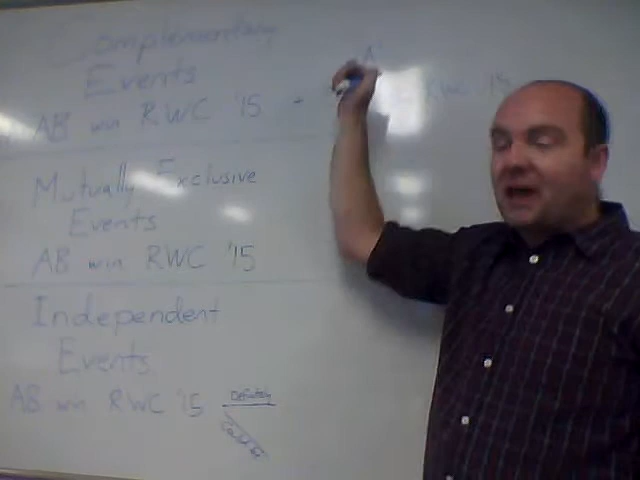 Complementary
Events
AB win RWC '15 -
A'
RWC '15
Mutually Exclusive
Events
AB win RWC '15
Independent
Events
AB win RWC '15 Definitely